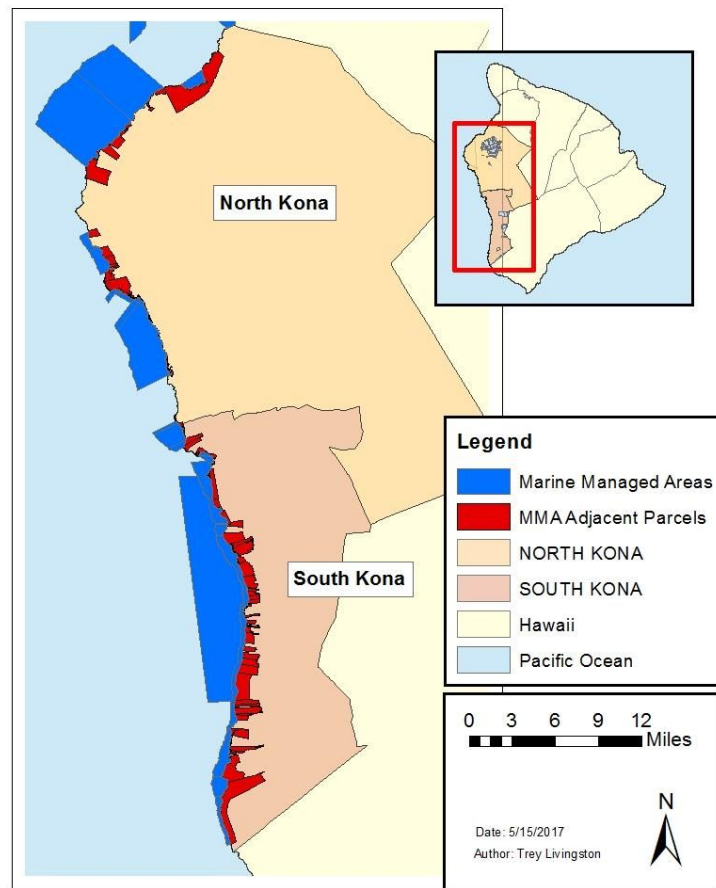 North Kona
South Kona
Legend
Marine Managed Areas
MMA Adjacent Parcels
NORTH KONA
SOUTH KONA
Hawaii
Pacific Ocean
0 3 6 9 12
Miles
N
Date: 5/15/2017
Author: Trey Livingston